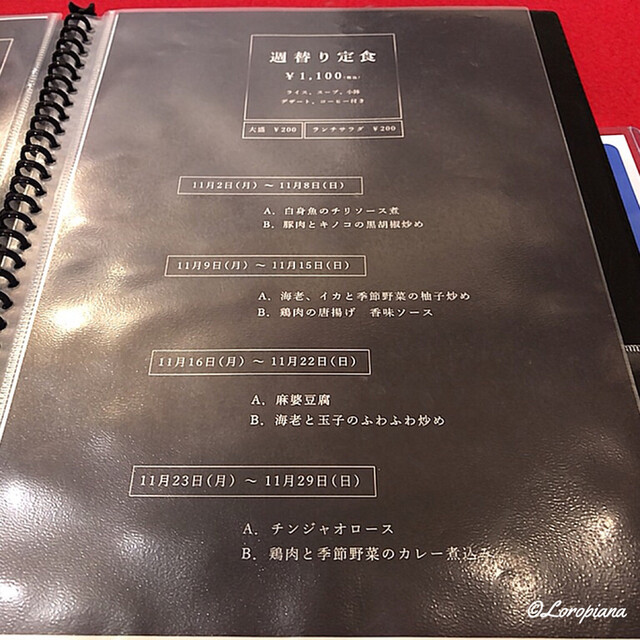 週替り定食
￥1,100(税込)
ライス、スープ、小鉢
デザート、コーヒー付き
大盛 ￥200
ランチサラダ ￥200
11月2日(月) ～ 11月8日(日)
A. 白身魚のチリソース煮
B. 豚肉とキノコの黒胡椒炒め
11月9日(月) ～ 11月15日(日)
A. 海老、イカと季節野菜の柚子炒め
B. 鶏肉の唐揚げ 香味ソース
11月16日(月) ～ 11月22日(日)
A. 麻婆豆腐
B. 海老と玉子のふわふわ炒め
11月23日(月) ～ 11月29日(日)
A. チンジャオロース
B. 鶏肉と季節野菜のカレー煮込み
©Loropiana